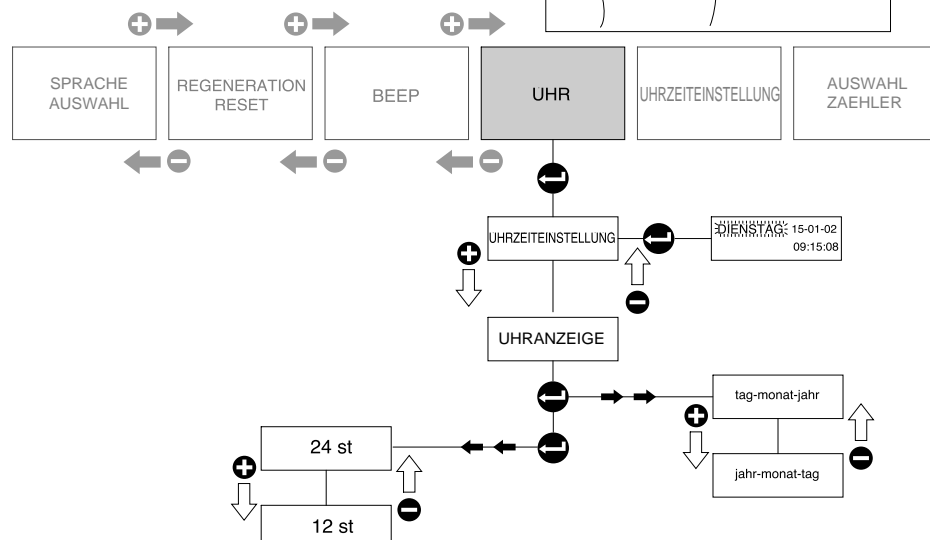 SPRACHE
AUSWAHL
REGENERATION
RESET
BEEP
UHR
UHRZEITEINSTELLUNG
AUSWAHL
ZAEHLER
UHRZEITEINSTELLUNG
DIENSTAG 15-01-02
09:15:08
UHRANZEIGE
tag-monat-jahr
24 st
jahr-monat-tag
12 st